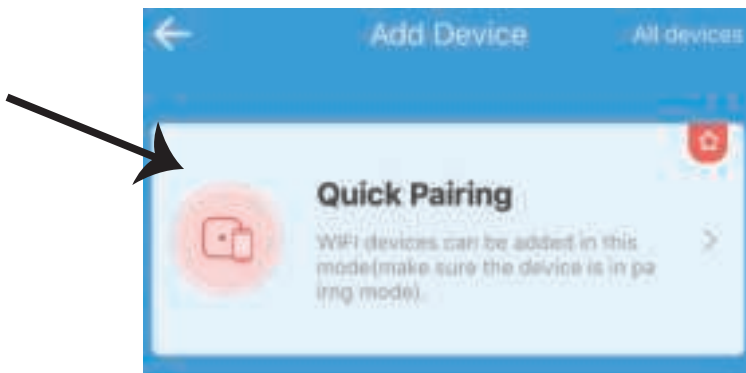 Add Device
All devices
Quick Pairing
WIFI devices can be added in this
mode(make sure the device is in pa
irng mode).